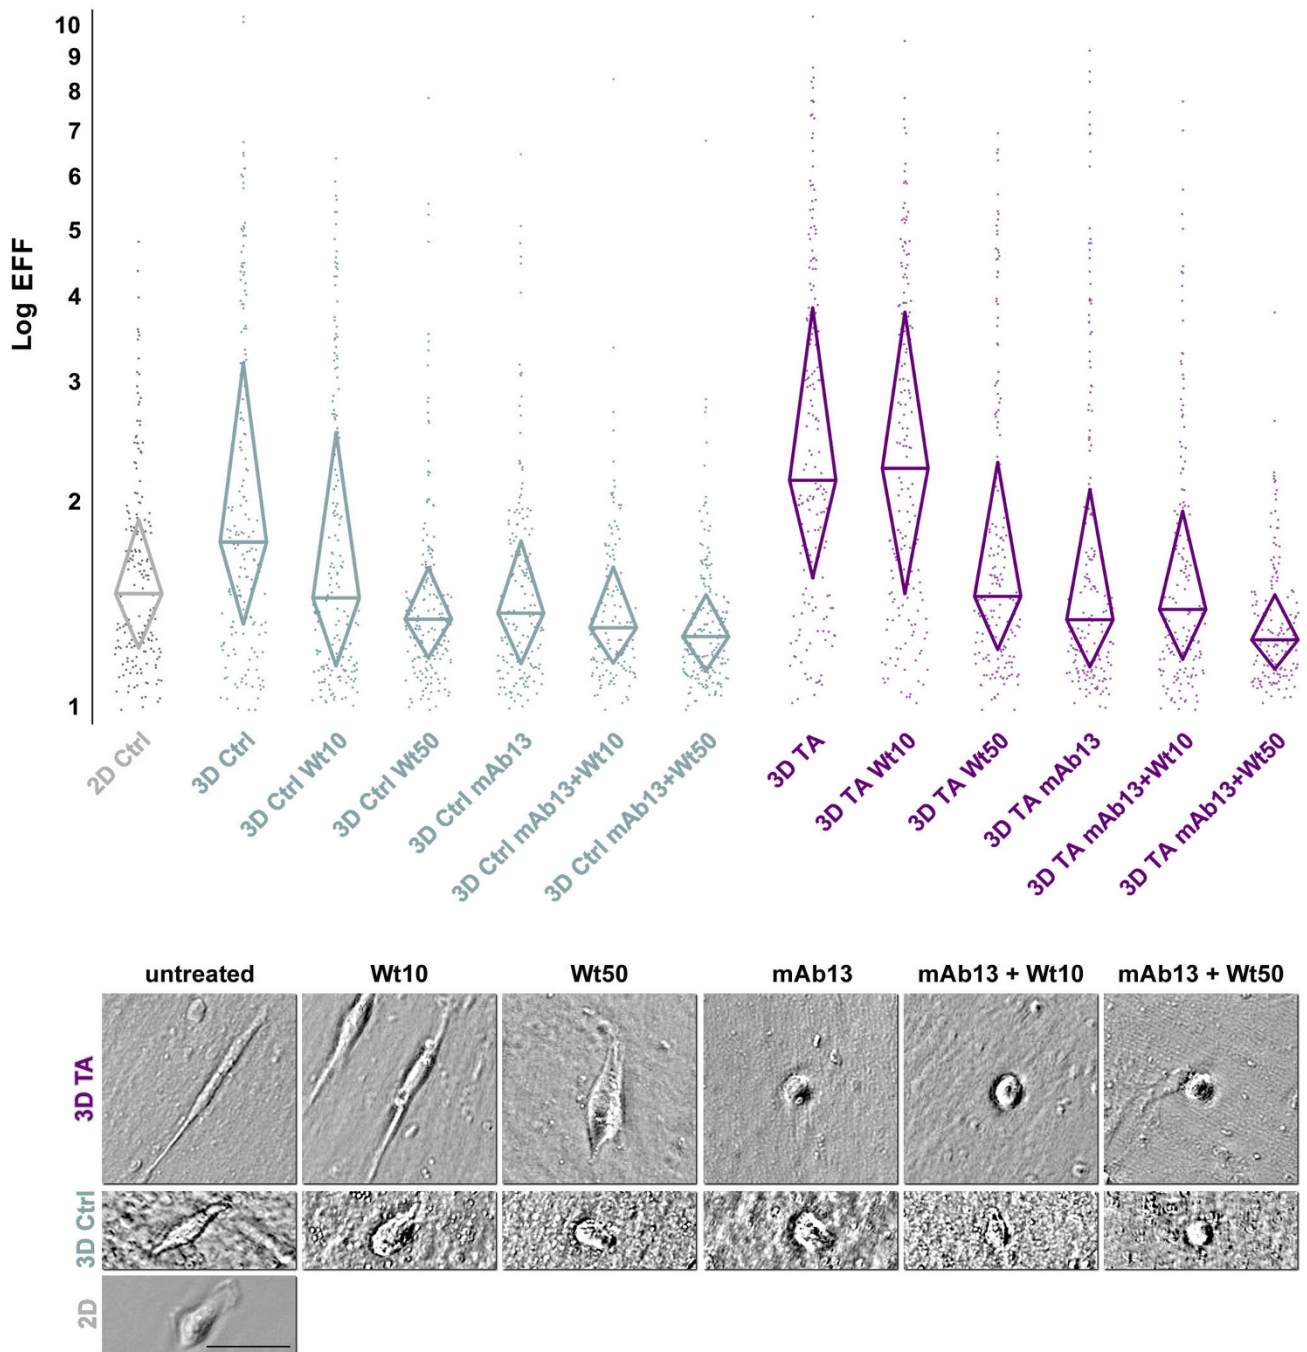 10
9
8
7
6
5
4
3
2
1
Log EFF
2D Ctrl
3D Ctrl
3D Ctrl Wt10
3D Ctrl Wt50
3D Ctrl mAb13
3D Ctrl mAb13+Wt10
3D Ctrl mAb13+Wt50
3D TA
3D TA Wt10
3D TA Wt50
3D TA mAb13
3D TA mAb13+Wt10
3D TA mAb13+Wt50
untreated
Wt10
Wt50
mAb13
mAb13 + Wt10
mAb13 + Wt50
3D TA
3D Ctrl
2D